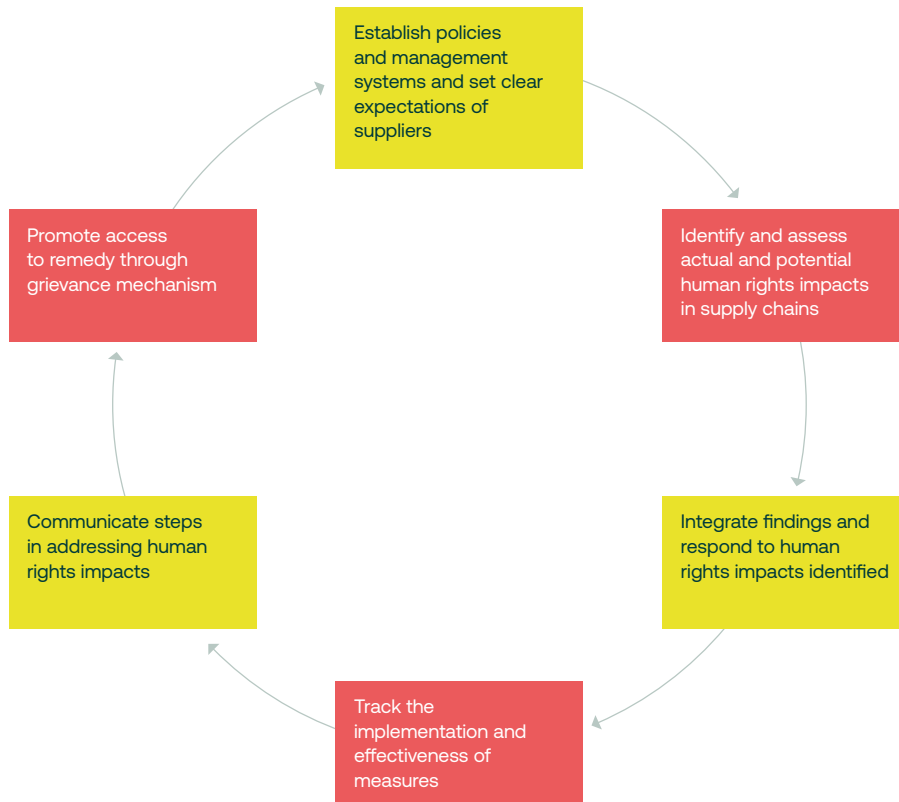 Establish policies
and management
systems and set clear
expectations of
suppliers
Identify and assess
actual and potential
human rights impacts
in supply chains
Integrate findings and
respond to human
rights impacts identified
Track the
implementation and
effectiveness of
measures
Communicate steps
in addressing human
rights impacts
Promote access
to remedy through
grievance mechanism